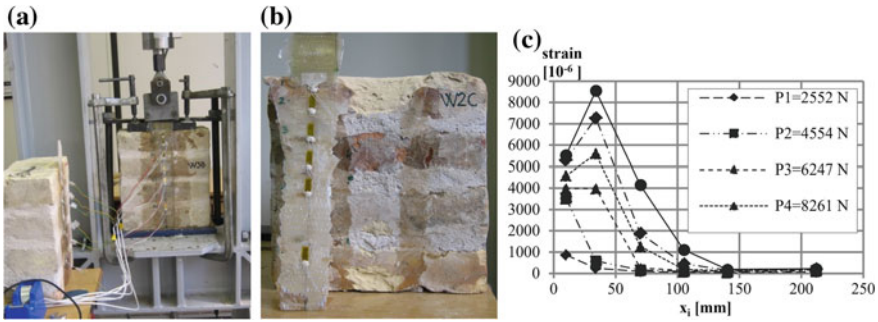 (a)
(b)
W2C
(c)
strain
[10⁻⁶]
9000
8000
7000
6000
5000
4000
3000
2000
1000
0
P1=2552 N
P2=4554 N
P3=6247 N
P4=8261 N
0 50 100 150 200 250
xᵢ [mm]